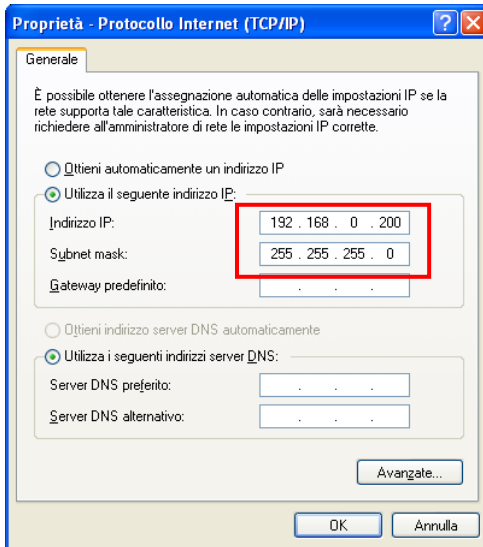 Proprietà - Protocollo Internet (TCP/IP)
Generale
È possibile ottenere l'assegnazione automatica delle impostazioni IP se la
rete supporta tale caratteristica. In caso contrario, sarà necessario
richiedere all'amministratore di rete le impostazioni IP corrette.
Ottieni automaticamente un indirizzo IP
Utilizza il seguente indirizzo IP:
Indirizzo IP: 192 . 168 . 0 . 200
Subnet mask: 255 . 255 . 255 . 0
Gateway predefinito: . . .
Ottieni indirizzo server DNS automaticamente
Utilizza i seguenti indirizzi server DNS:
Server DNS preferito: . . .
Server DNS alternativo: . . .
Avanzate...
OK Annulla